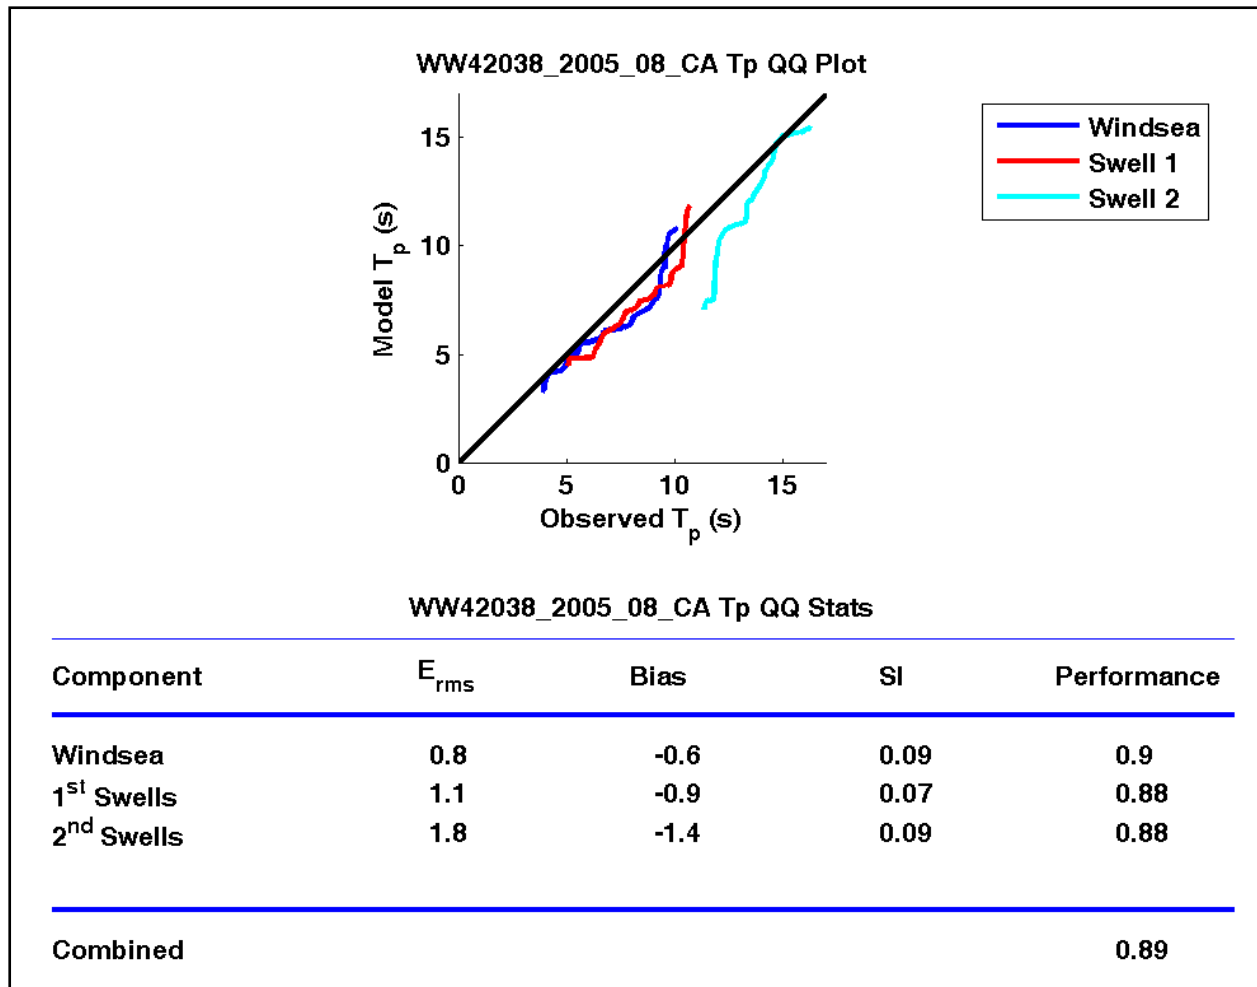 WW42038_2005_08_CA Tp QQ Plot
Windsea
Swell 1
Swell 2
Model Tp (s)
15
10
5
0
0 5 10 15
Observed Tp (s)
WW42038_2005_08_CA Tp QQ Stats
Component Erms Bias SI Performance
Windsea 0.8 -0.6 0.09 0.9
1st Swells 1.1 -0.9 0.07 0.88
2nd Swells 1.8 -1.4 0.09 0.88
Combined 0.89